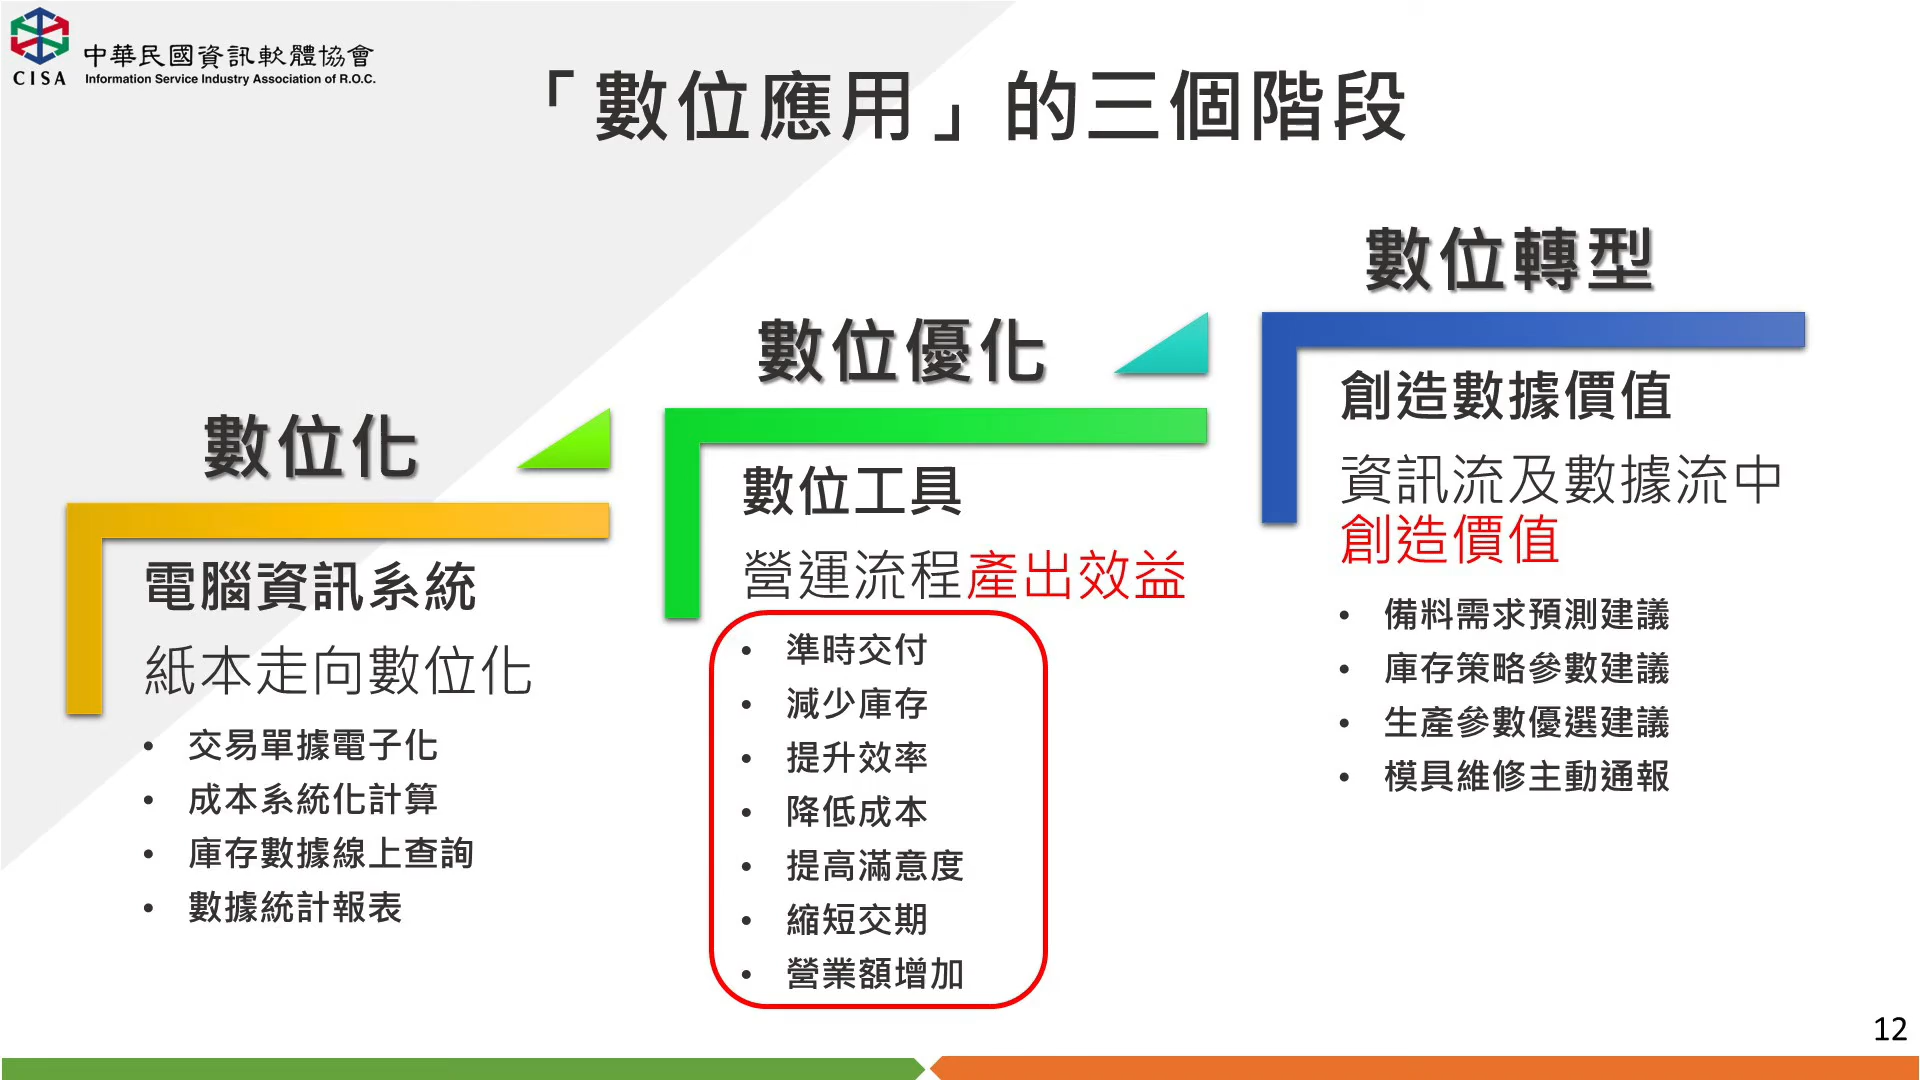 中華民國資訊軟體協會
CISA
Information Service Industry Association of R.O.C.
「數位應用」的三個階段
數位化
電腦資訊系統
紙本走向數位化
• 交易單據電子化
• 成本系統化計算
• 庫存數據線上查詢
• 數據統計報表
數位優化
數位工具
營運流程產出效益
• 準時交付
• 減少庫存
• 提升效率
• 降低成本
• 提高滿意度
• 縮短交期
• 營業額增加
數位轉型
創造數據價值
資訊流及數據流中
創造價值
• 備料需求預測建議
• 庫存策略參數建議
• 生產參數優選建議
• 模具維修主動通報
12